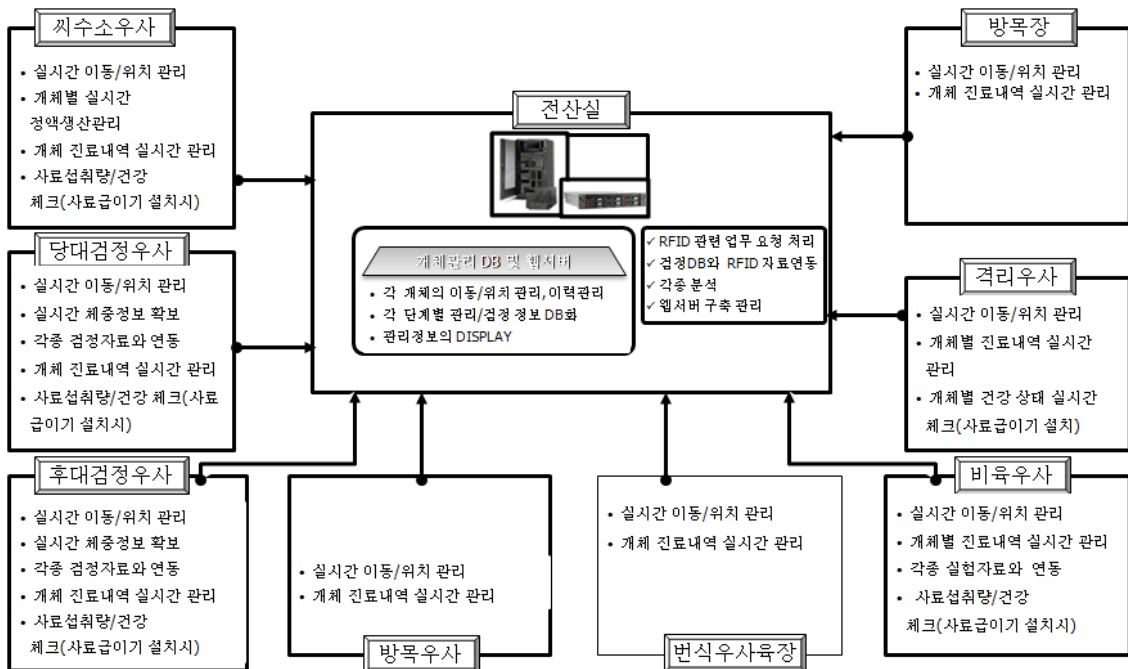 씨수소우사
• 실시간 이동/위치 관리
• 개체별 실시간
정액생산관리
• 개체 진료내역 실시간 관리
• 사료섭취량/건강
체크(사료급이기 설치시)
당대검정우사
• 실시간 이동/위치 관리
• 실시간 체중정보 확보
• 각종 검정자료와 연동
• 개체 진료내역 실시간 관리
• 사료섭취량/건강 체크(사료
급이기 설치시)
후대검정우사
• 실시간 이동/위치 관리
• 실시간 체중정보 확보
• 각종 검정자료와 연동
• 개체 진료내역 실시간 관리
• 사료섭취량/건강
체크(사료급이기 설치시)
전산실
개체관리 DB 및 웹서버
• 각 개체의 이동/위치 관리,이력관리
• 각 단계별 관리/검정 정보 DB화
• 관리정보의 DISPLAY
✓ RFID 관련 업무 요청 처리
✓ 검정DB와 RFID 자료연동
✓ 각종 분석
✓ 웹서버 구축 관리
• 실시간 이동/위치 관리
• 개체 진료내역 실시간 관리
방목우사
• 실시간 이동/위치 관리
• 개체 진료내역 실시간 관리
번식우사육장
방목장
• 실시간 이동/위치 관리
• 개체 진료내역 실시간 관리
격리우사
• 실시간 이동/위치 관리
• 개체별 진료내역 실시간
관리
• 개체별 건강 상태 실시간
체크(사료급이기 설치)
비육우사
• 실시간 이동/위치 관리
• 개체별 진료내역 실시간 관리
• 각종 실험자료와 연동
• 사료섭취량/건강
체크(사료급이기 설치시)